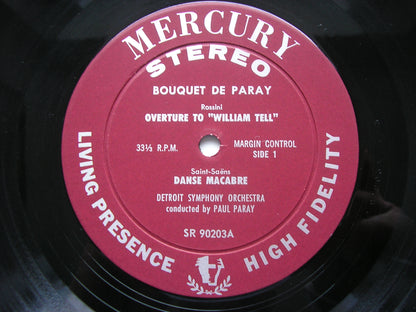 MERCURY
STEREO
BOUQUET DE PARAY
Rossini
OVERTURE TO "WILLIAM TELL"
33⅓ R.P.M.
MARGIN CONTROL
SIDE 1
Saint-Saëns
DANSE MACABRE
DETROIT SYMPHONY ORCHESTRA
conducted by PAUL PARAY
SR 90203A
LIVING PRESENCE
HIGH FIDELITY